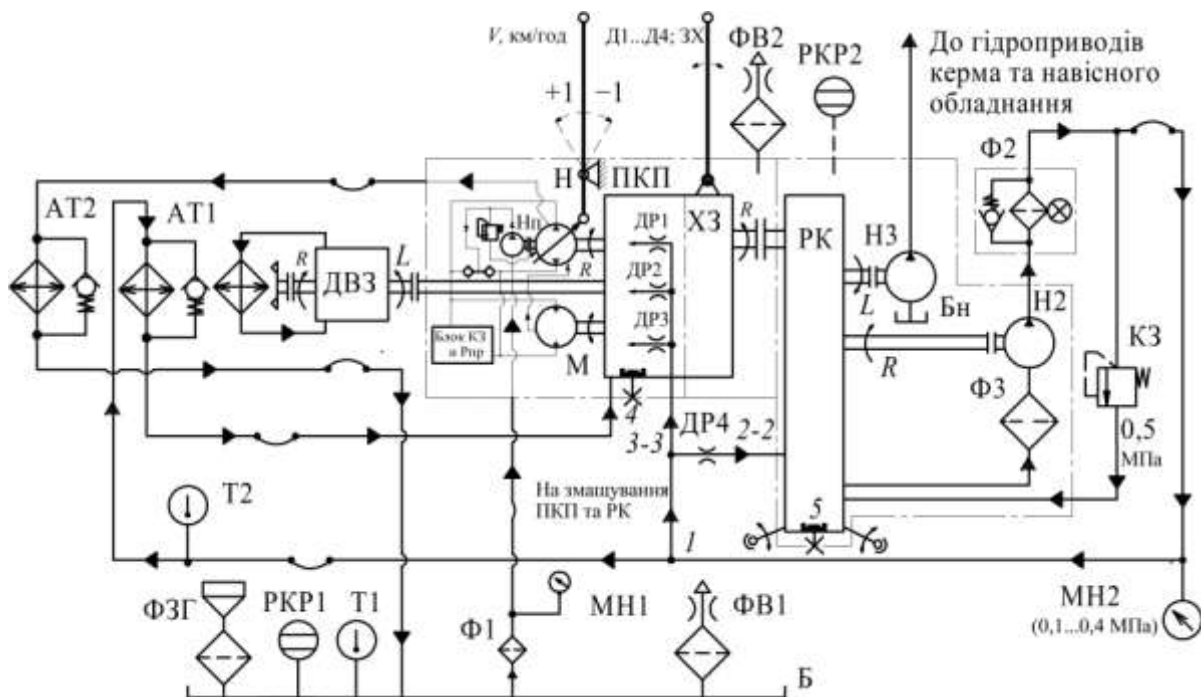 V, км/год
Д1...Д4; ЗХ
ФВ2
РКР2
До гідроприводів
керма та навісного
обладнання
+1
−1
Н
ПКП
Ф2
АТ2
АТ1
Нп
ДР1
ХЗ
R
РК
Н3
R
L
ДВЗ
R
ДР2
L
Бн
Н2
ДР3
Блок КЗ
и Рпр
М
R
КЗ
Ф3
4
3-3
ДР4
2-2
0,5
МПа
Т2
На змащування
ПКП та РК
5
1
ФЗГ
РКР1
Т1
Ф1
МН1
ФВ1
МН2
(0,1...0,4 МПа)
Б